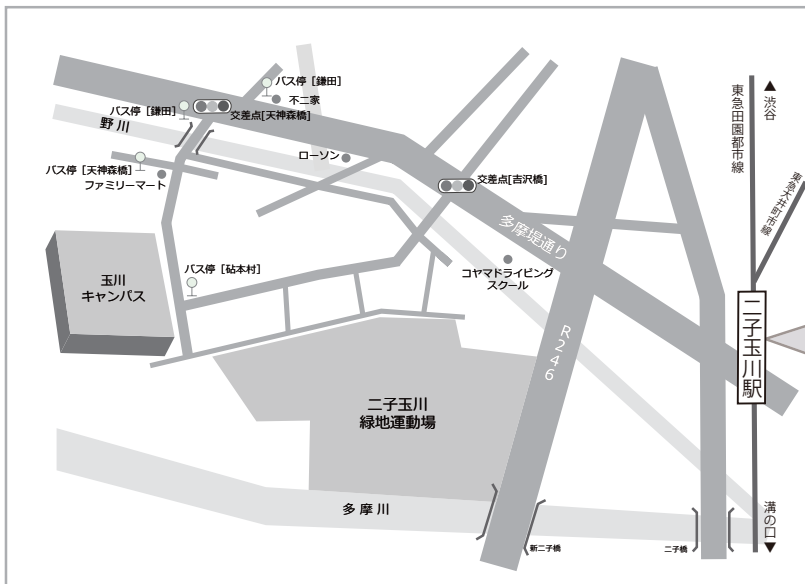 バス停［鎌田］
不二家
バス停［鎌田］
交差点[天神森橋]
野川
ローソン
バス停［天神森橋］
ファミリーマート
交差点[吉沢橋]
多摩堤通り
コヤマドライビング
スクール
玉川
キャンパス
バス停［砧本村］
R246
二子玉川
緑地運動場
多摩川
新二子橋
二子橋
東急田園都市線
▲渋谷
東急大井町市線
二子玉川駅
溝の口▼